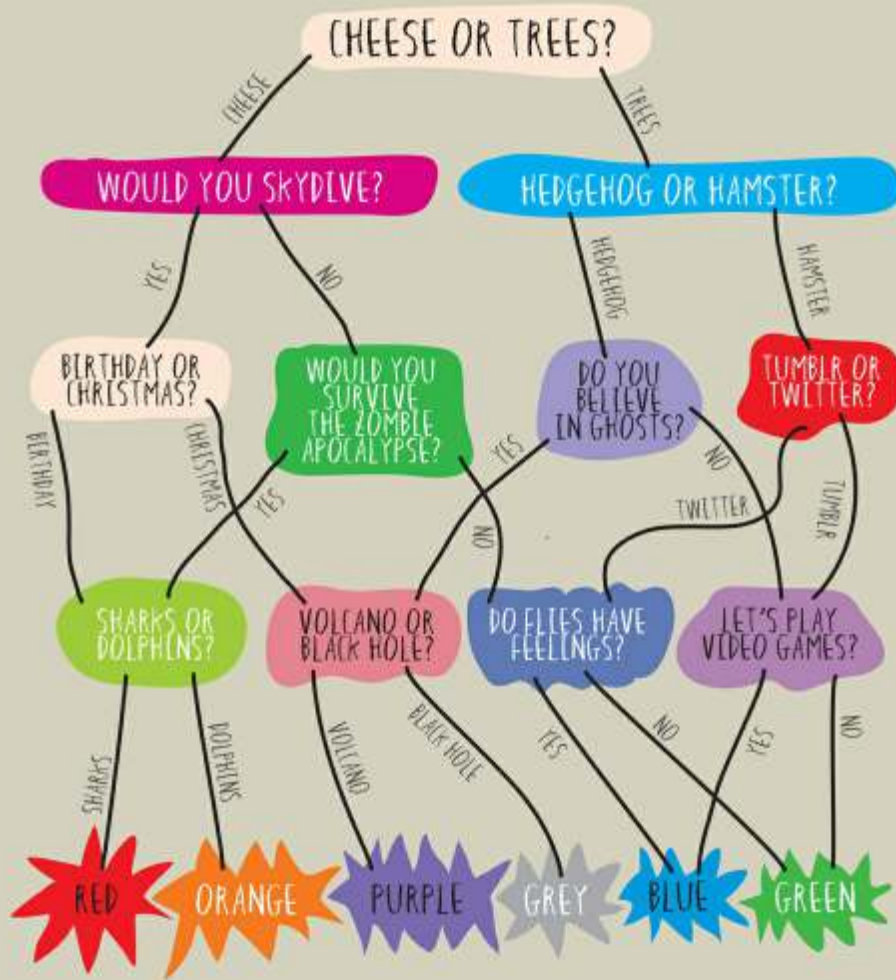 CHEESE OR TREES?
CHEESE
TREES
WOULD YOU SKYDIVE?
HEDGEHOG OR HAMSTER?
YES
NO
HEDGEHOG
HAMSTER
BIRTHDAY OR
CHRISTMAS?
WOULD YOU
SURVIVE
THE ZOMBLE
APOCALYPSE?
DO YOU
BELIEVE
IN GHOSTS?
TUMBLR OR
TWITTER?
BIRTHDAY
CHRISTMAS
YES
NO
YES
NO
TWITTER
TUMBLR
SHARKS OR
DOLPHINS?
VOLCANO OR
BLACK HOLE?
DO FLIES HAVE
FEELINGS?
LET'S PLAY
VIDEO GAMES?
SHARKS
DOLPHINS
VOLCANO
BLACK HOLE
YES
NO
YES
NO
RED
ORANGE
PURPLE
GREY
BLUE
GREEN